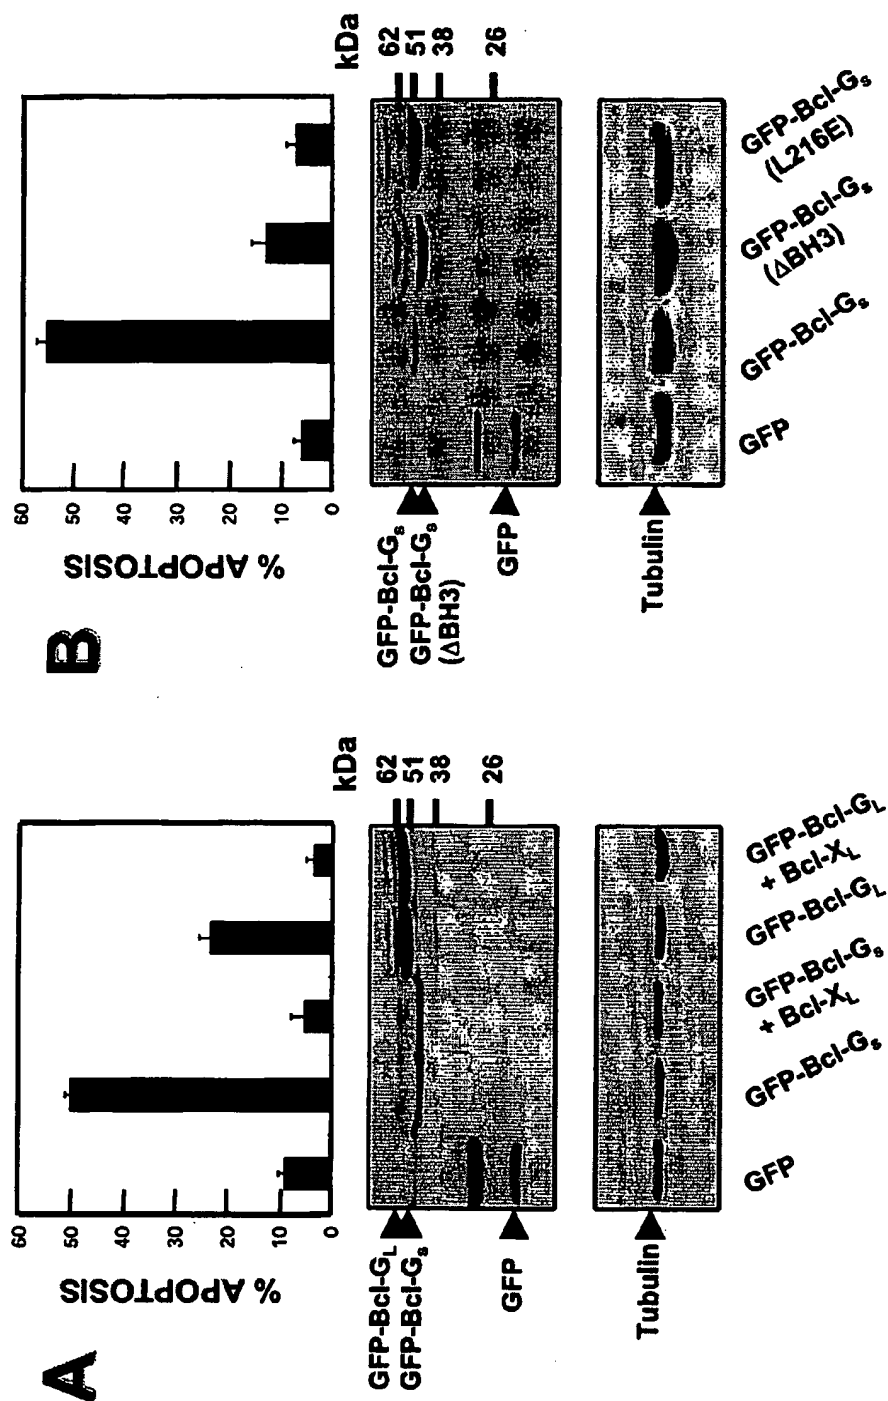 A
% APOPTOSIS
60
50
40
30
20
10
0
kDa
62
51
38
26
GFP-Bcl-GL
GFP-Bcl-Gs
GFP
Tubulin
GFP
GFP-Bcl-Gs
GFP-Bcl-Gs
+ Bcl-XL
GFP-Bcl-GL
GFP-Bcl-GL
+ Bcl-XL
B
% APOPTOSIS
60
50
40
30
20
10
0
kDa
62
51
38
26
GFP-Bcl-Gs
GFP-Bcl-Gs
(ΔBH3)
GFP
Tubulin
GFP
GFP-Bcl-Gs
GFP-Bcl-Gs
(ΔBH3)
GFP-Bcl-Gs
(L216E)